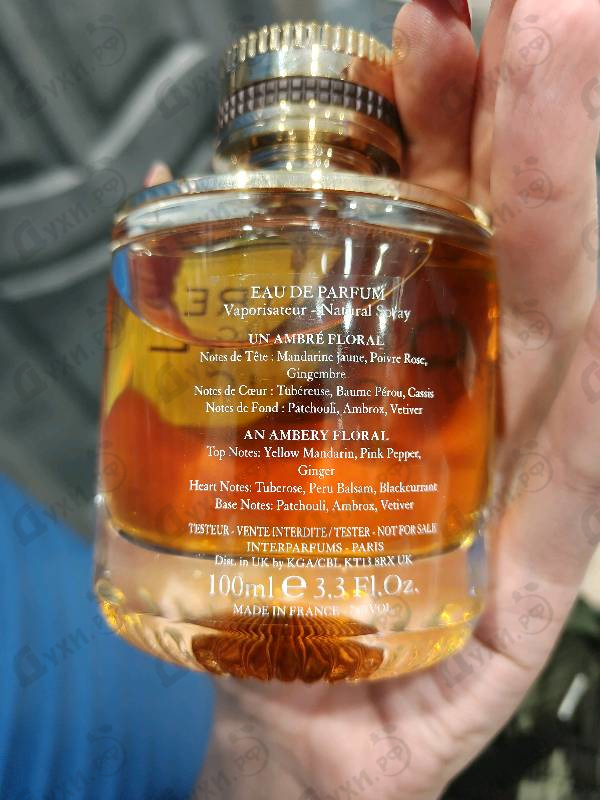 EAU DE PARFUM
Vaporisateur - Natural Spray
UN AMBRÉ FLORAL
Notes de Tête : Mandarine jaune, Poivre Rose,
Gingembre
Notes de Cœur : Tubéreuse, Baume Pérou, Cassis
Notes de Fond : Patchouli, Ambrox, Vetiver
AN AMBERY FLORAL
Top Notes: Yellow Mandarin, Pink Pepper,
Ginger
Heart Notes: Tuberose, Peru Balsam, Blackcurrant
Base Notes: Patchouli, Ambrox, Vetiver
TESTEUR - VENTE INTERDITE / TESTER - NOT FOR SALE
INTERPARFUMS - PARIS
Dist. in UK by KGA/CBL, KT13 8RX UK
100ml ℮ 3.3 Fl.Oz.
MADE IN FRANCE - VOL
Духи.рф